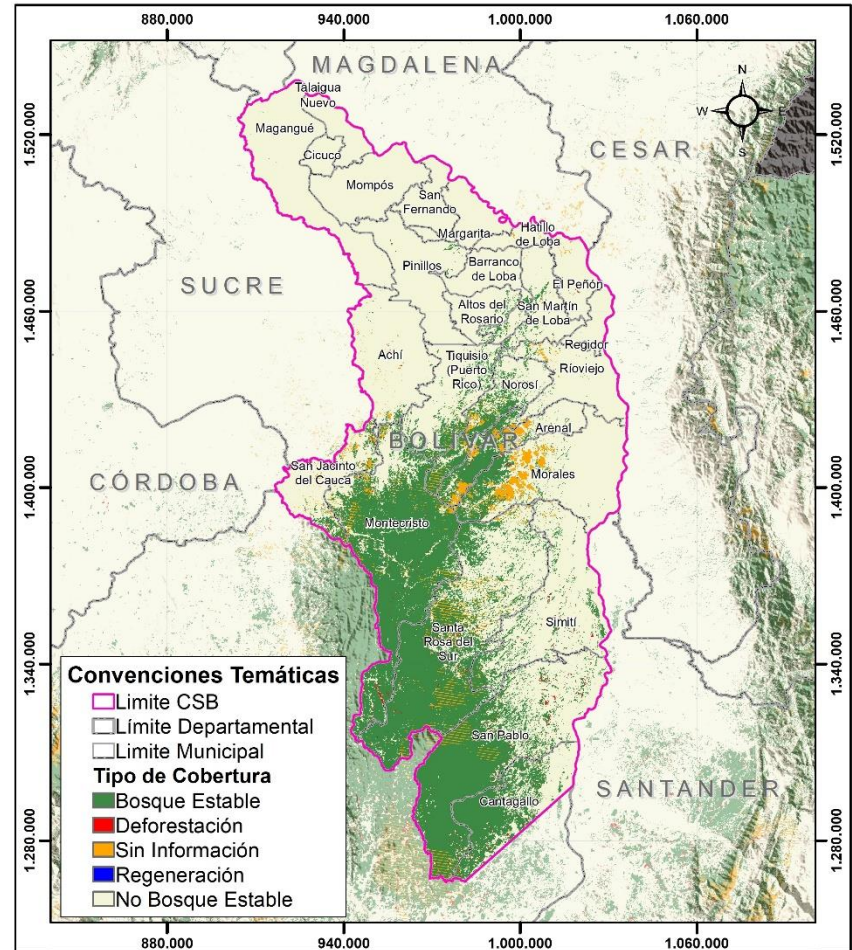 880.000 940.000 1.000.000 1.060.000
MAGDALENA
N
W E
S
Talaigua
Nuevo
1.520.000
1.520.000
Magangué
CESAR
Cicuco
Mompós
San
Fernando
Margarita
Hatillo
de Loba
Pinillos
Barranco
de Loba
El Peñón
SUCRE
Altos del
Rosario
San Martín
de Loba
1.460.000
1.460.000
Achí
Tiquisio
(Puerto
Rico)
Norosí
Regidor
Ríoviejo
BOLÍVAR
Arenal
San Jacinto
del Cauca
Morales
CÓRDOBA
1.400.000
1.400.000
Montecristo
Santa
Rosa del
Sur
Simití
1.340.000
1.340.000
San Pablo
Cantagallo
SANTANDER
1.280.000
1.280.000
Convenciones Temáticas
Limite CSB
Límite Departamental
Limite Municipal
Tipo de Cobertura
Bosque Estable
Deforestación
Sin Información
Regeneración
No Bosque Estable
880.000 940.000 1.000.000 1.060.000